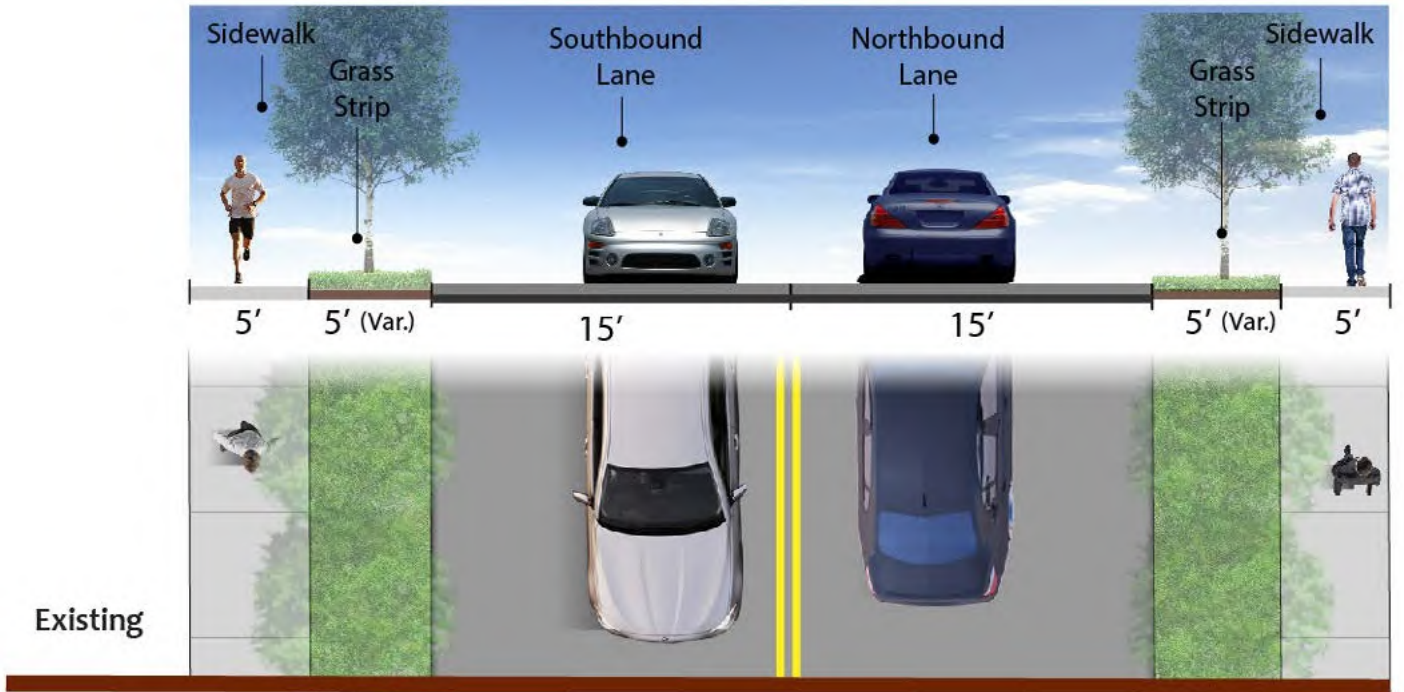 Sidewalk
Grass
Strip
Southbound
Lane
Northbound
Lane
Grass
Strip
Sidewalk
5’
5’ (Var.)
15’
15’
5’ (Var.)
5’
Existing